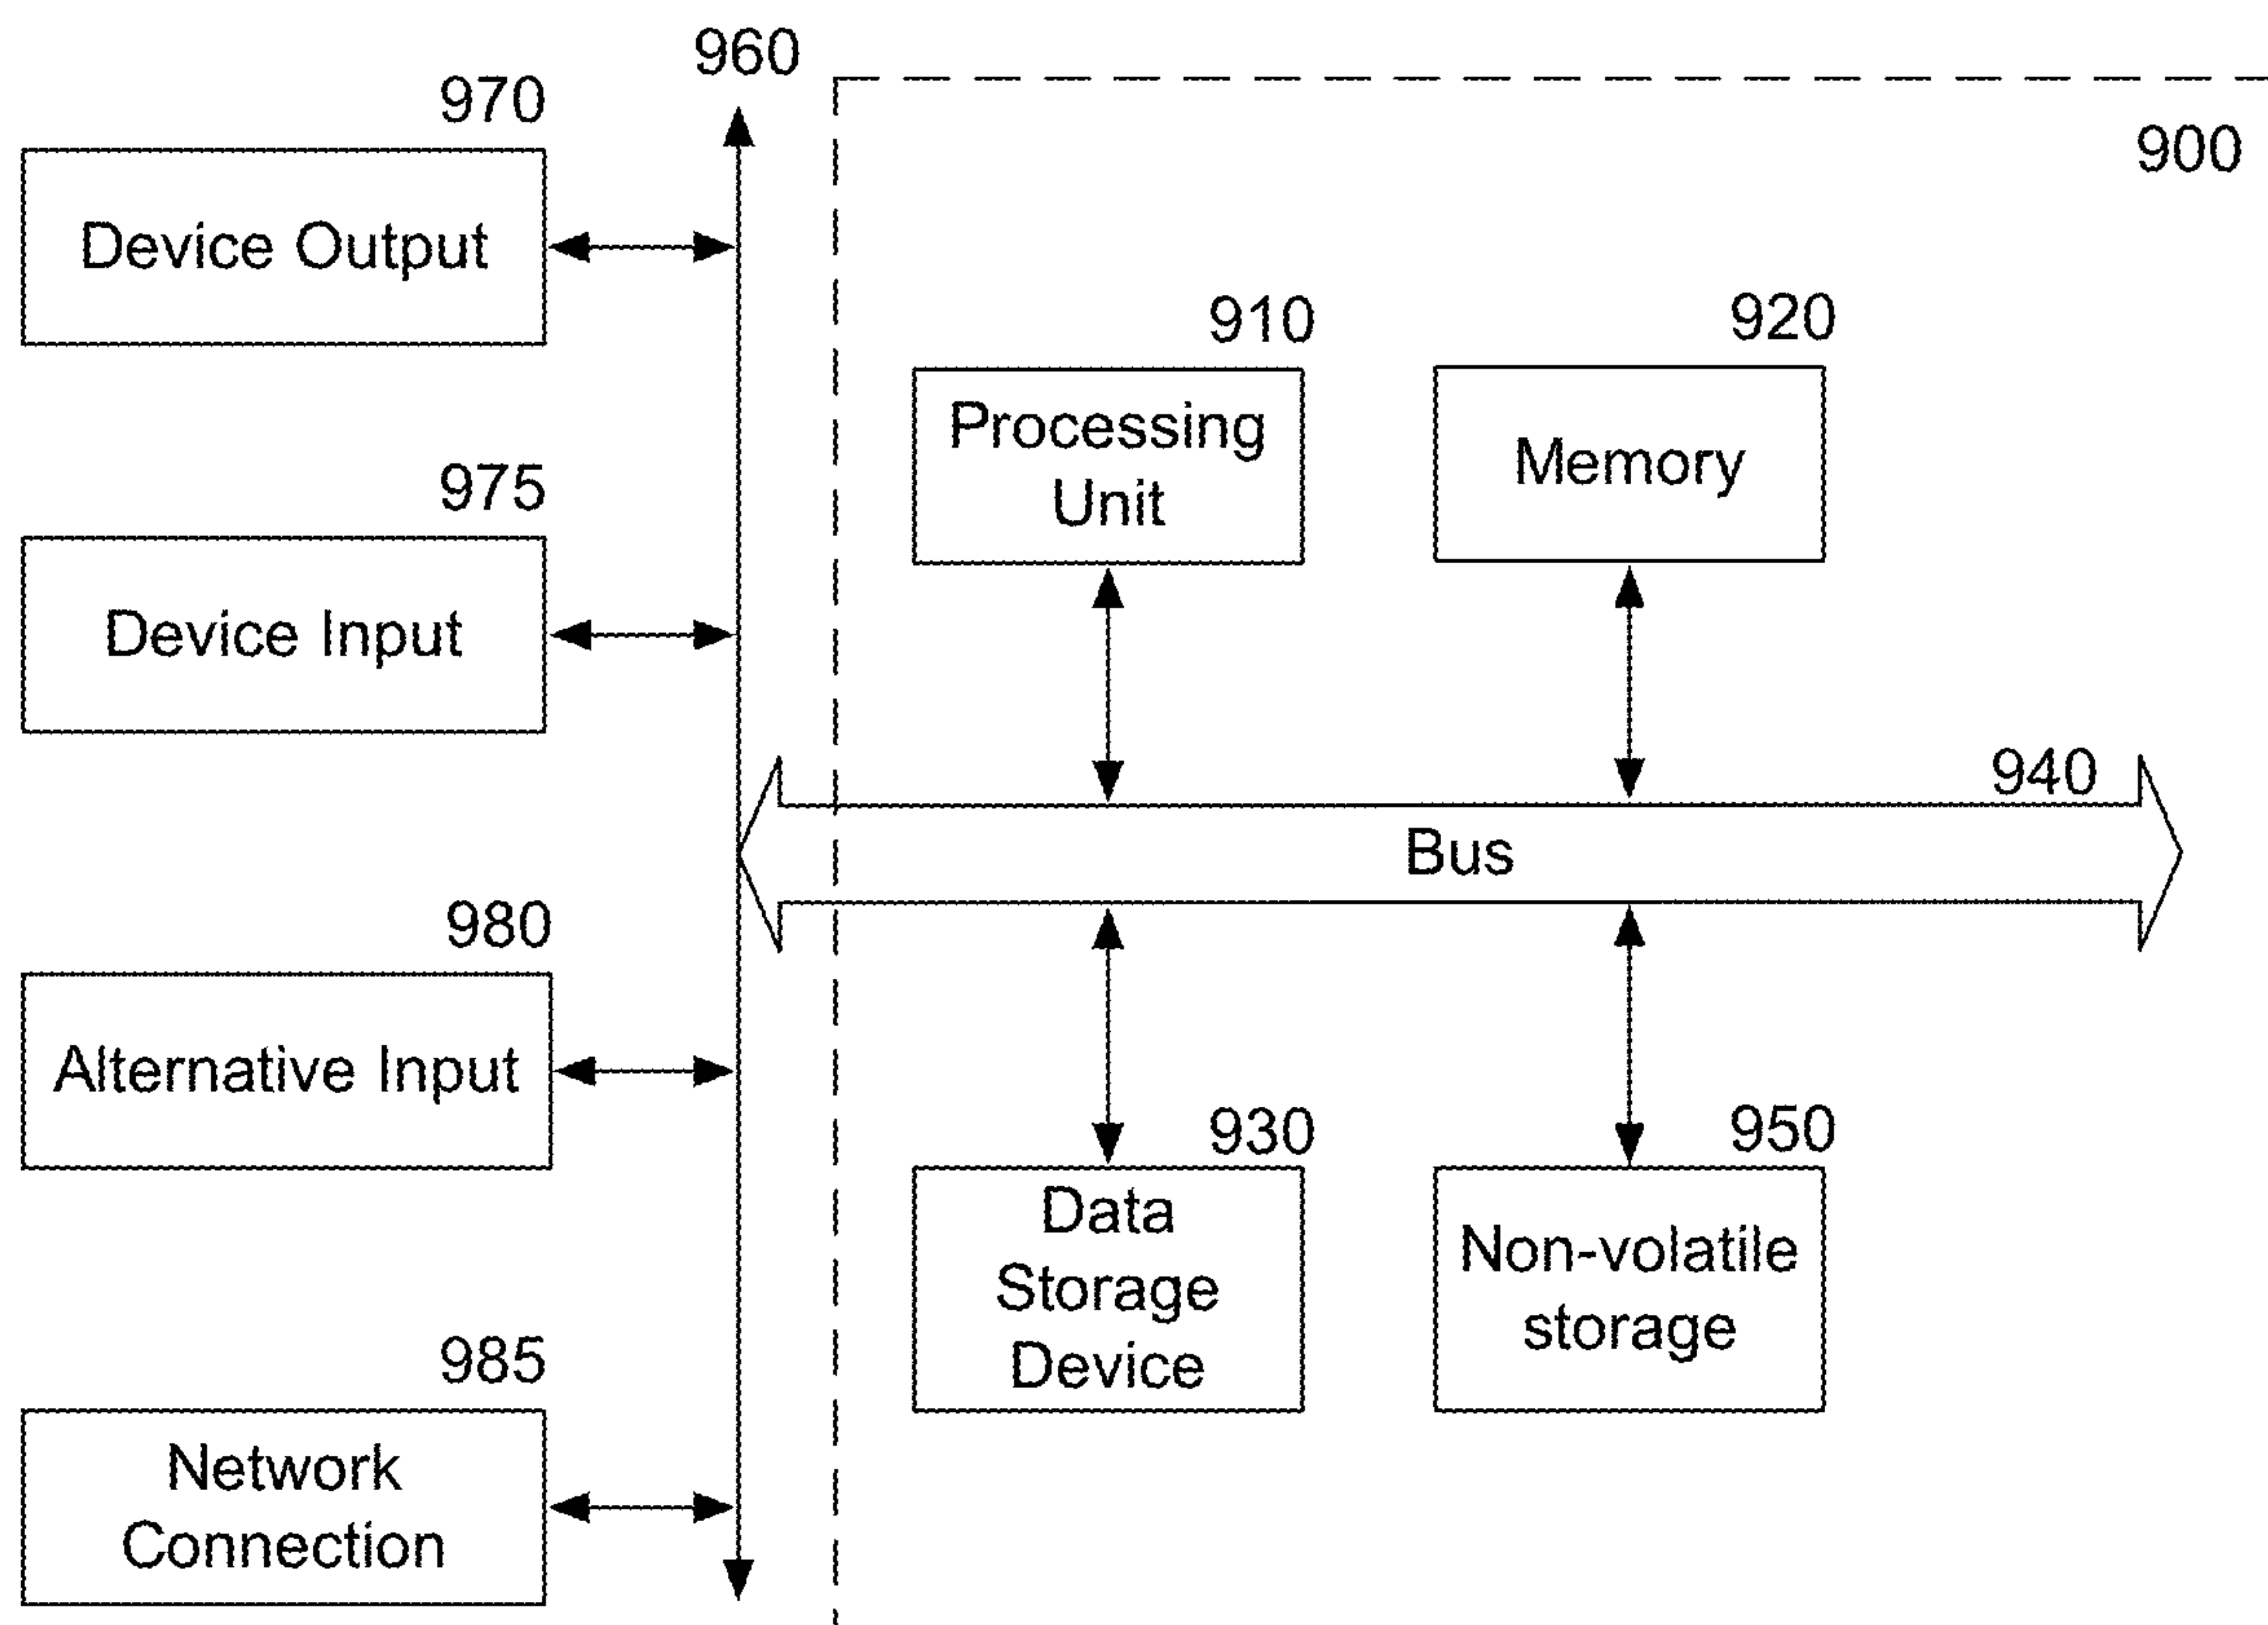 960
970
900
Device Output
910
920
Processing
Unit
Memory
975
Device Input
940
Bus
980
Alternative Input
930
950
Data
Storage
Device
Non-volatile
storage
985
Network
Connection